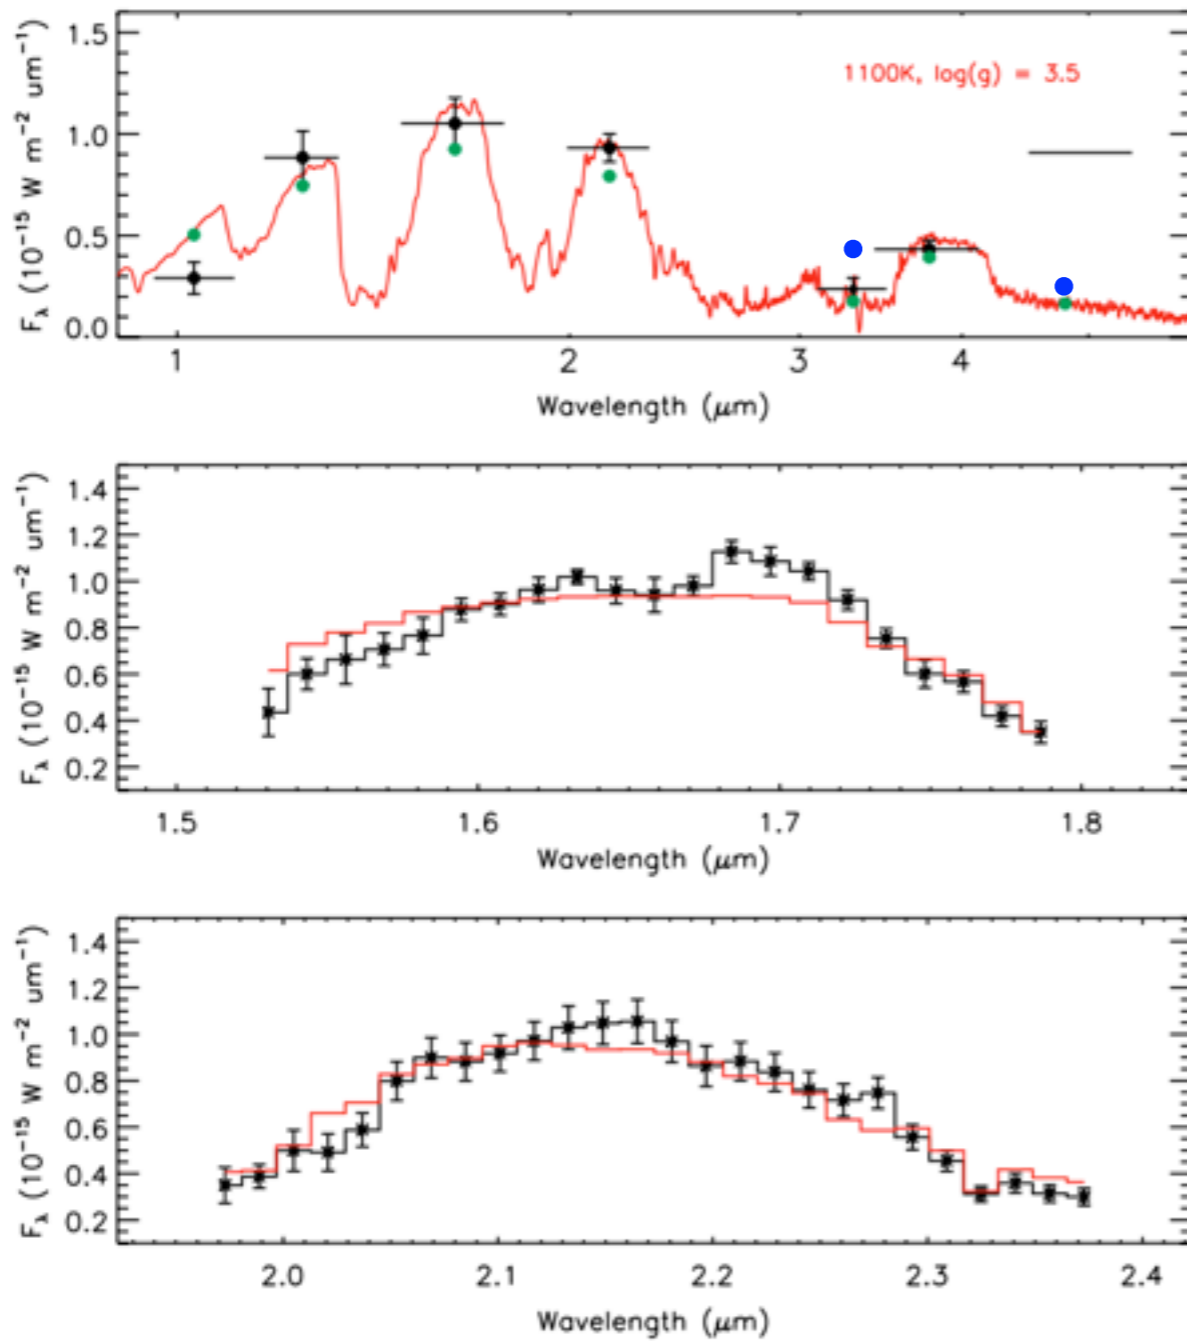 1100K, log(g) = 3.5
F_λ (10⁻¹⁵ W m⁻² um⁻¹)
1.5
1.0
0.5
0.0
1 2 3 4
Wavelength (μm)
F_λ (10⁻¹⁵ W m⁻² um⁻¹)
1.4
1.2
1.0
0.8
0.6
0.4
0.2
1.5 1.6 1.7 1.8
Wavelength (μm)
F_λ (10⁻¹⁵ W m⁻² um⁻¹)
1.4
1.2
1.0
0.8
0.6
0.4
0.2
2.0 2.1 2.2 2.3 2.4
Wavelength (μm)